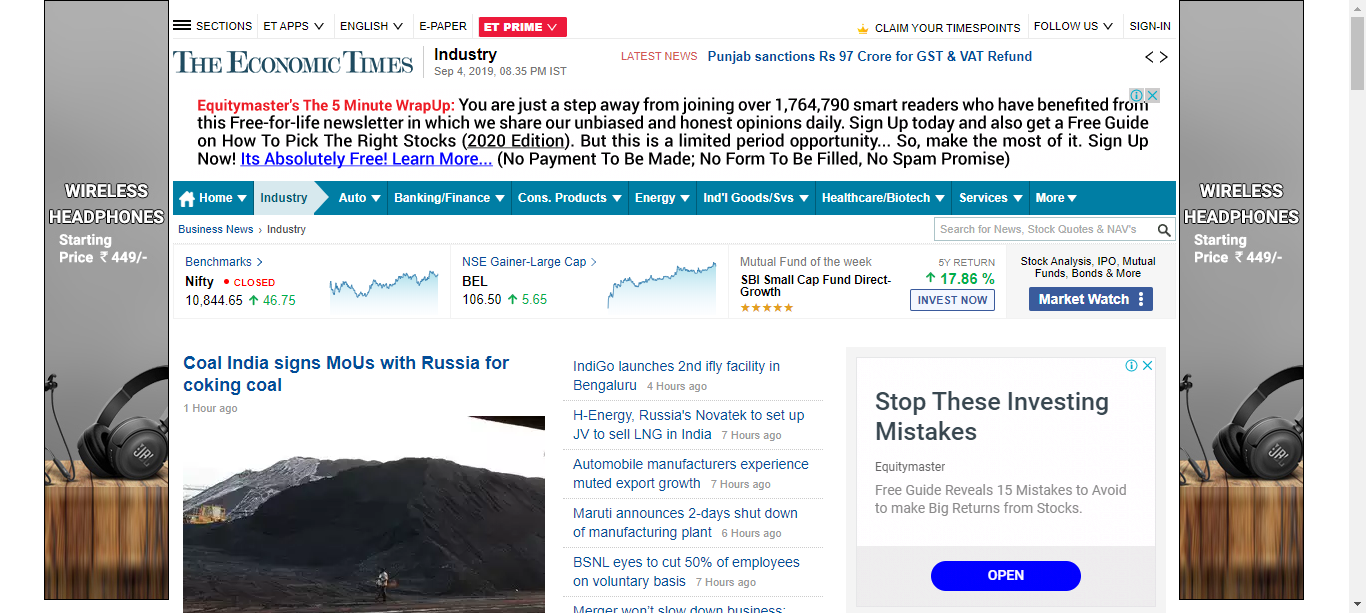 SECTIONS ET APPS ENGLISH E-PAPER ET PRIME CLAIM YOUR TIMESPOINTS FOLLOW US SIGN-IN
THE ECONOMIC TIMES
Industry
Sep 4, 2019, 08.35 PM IST
LATEST NEWS Punjab sanctions Rs 97 Crore for GST & VAT Refund
Equitymaster's The 5 Minute WrapUp: You are just a step away from joining over 1,764,790 smart readers who have benefited from
this Free-for-life newsletter in which we share our unbiased and honest opinions daily. Sign Up today and also get a Free Guide
on How To Pick The Right Stocks (2020 Edition). But this is a limited period opportunity... So, make the most of it. Sign Up
Now! Its Absolutely Free! Learn More... (No Payment To Be Made; No Form To Be Filled, No Spam Promise)
WIRELESS
HEADPHONES
Starting
Price ₹ 449/-
JBL
Home Industry Auto Banking/Finance Cons. Products Energy Ind'l Goods/Svs Healthcare/Biotech Services More
Business News › Industry
Search for News, Stock Quotes & NAV's
Benchmarks
Nifty CLOSED
10,844.65 46.75
NSE Gainer-Large Cap
BEL
106.50 5.65
Mutual Fund of the week
SBI Small Cap Fund Direct-
Growth
★★★★★
5Y RETURN
17.86 %
INVEST NOW
Stock Analysis, IPO, Mutual
Funds, Bonds & More
Market Watch
Coal India signs MoUs with Russia for
coking coal
1 Hour ago
IndiGo launches 2nd ifly facility in
Bengaluru 4 Hours ago
H-Energy, Russia's Novatek to set up
JV to sell LNG in India 7 Hours ago
Automobile manufacturers experience
muted export growth 7 Hours ago
Maruti announces 2-days shut down
of manufacturing plant 6 Hours ago
BSNL eyes to cut 50% of employees
on voluntary basis 7 Hours ago
Merger won't slow down business:
Stop These Investing
Mistakes
Equitymaster
Free Guide Reveals 15 Mistakes to Avoid
to make Big Returns from Stocks.
OPEN
WIRELESS
HEADPHONES
Starting
Price ₹ 449/-
JBL